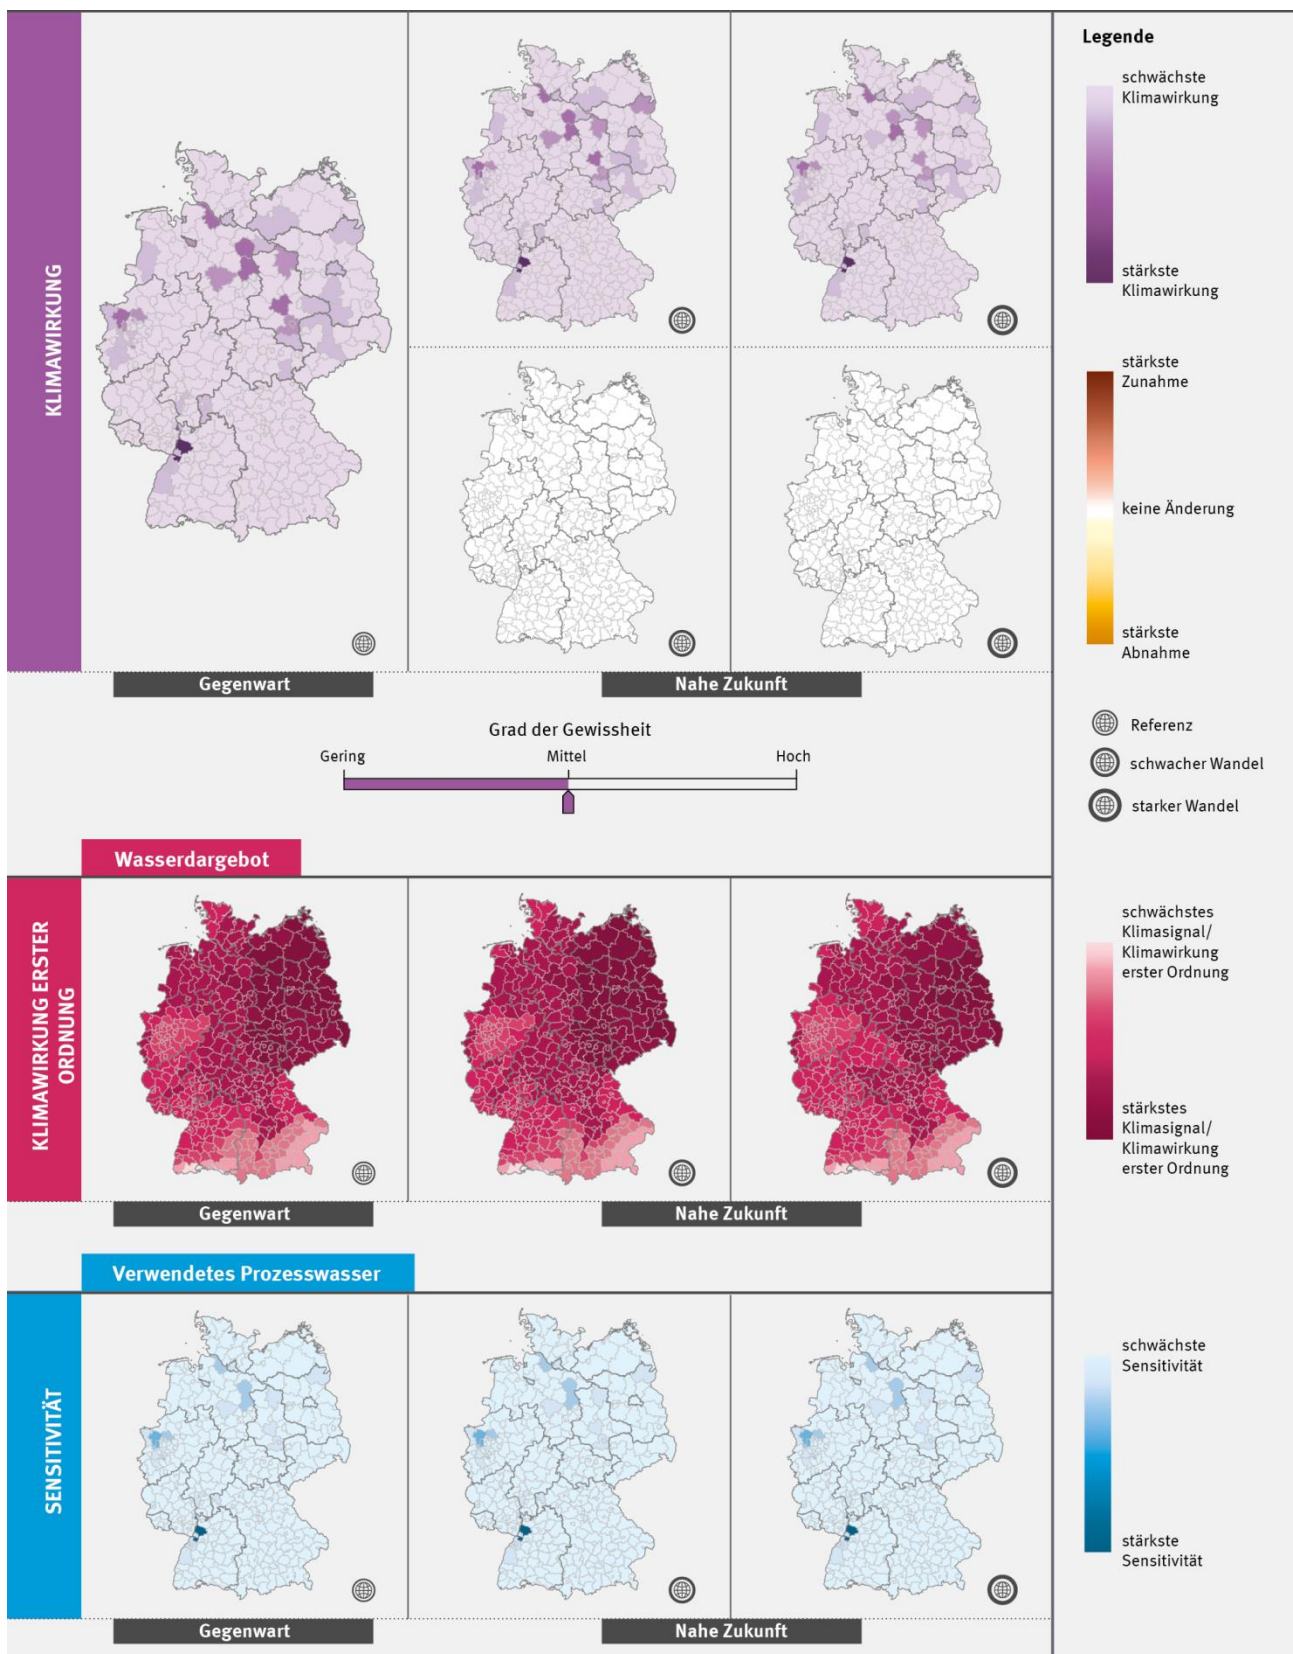 KLIMAWIRKUNG
Gegenwart
Nahe Zukunft
Grad der Gewissheit
Gering
Mittel
Hoch
Wasserdargebot
KLIMAWIRKUNG ERSTER
ORDNUNG
Gegenwart
Nahe Zukunft
Verwendetes Prozesswasser
SENSITIVITÄT
Gegenwart
Nahe Zukunft
Legende
schwächste
Klimawirkung
stärkste
Klimawirkung
stärkste
Zunahme
keine Änderung
stärkste
Abnahme
Referenz
schwacher Wandel
starker Wandel
schwächstes
Klimasignal/
Klimawirkung
erster Ordnung
stärkstes
Klimasignal/
Klimawirkung
erster Ordnung
schwächste
Sensitivität
stärkste
Sensitivität